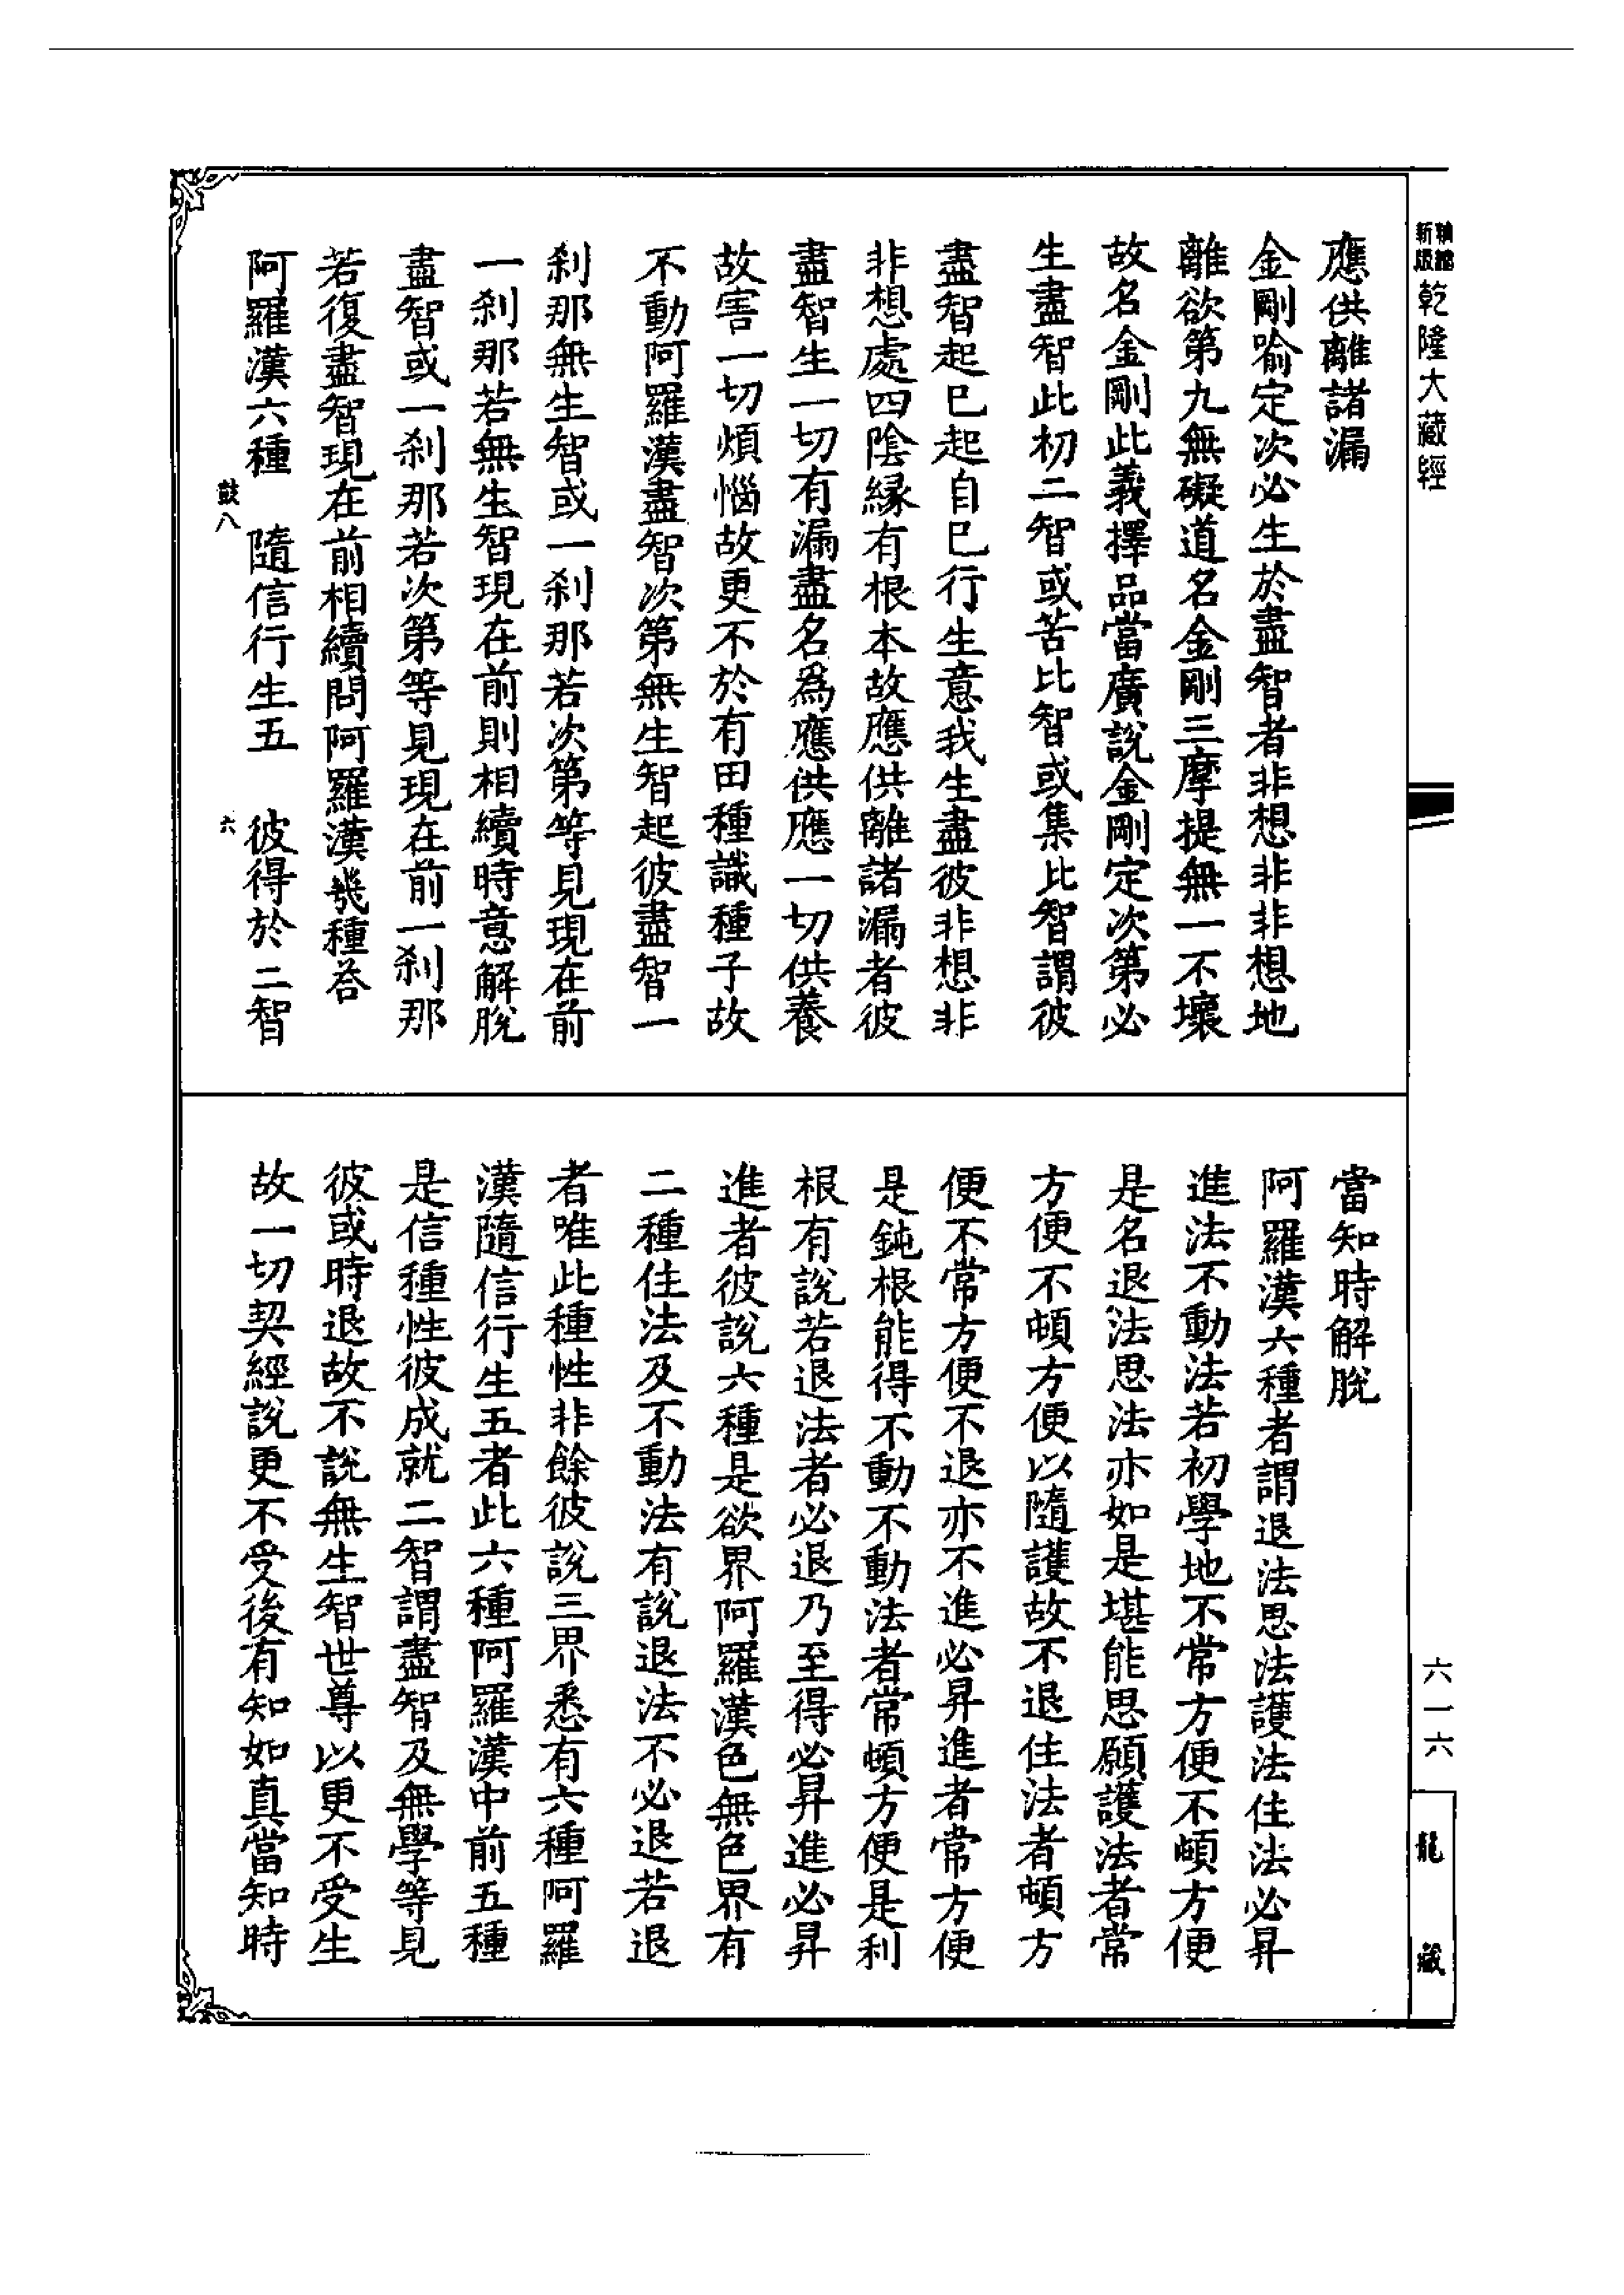 新版
乾隆大藏經
應供離諸漏
金剛喻定次必生於盡智者非想非非想地
離欲第九無礙道名金剛三摩提無一不壞
故名金剛此義擇品當廣說金剛定次第必
生盡智此初二智或苦比智或集比智謂彼
盡智起已起自已行生意我生盡彼非想非
非想處四陰緣有根本故應供離諸漏者彼
盡智生一切有漏盡名為應供應一切供養
故害一切煩惱故更不於有田種識種子故
不動阿羅漢盡智次第無生智起彼盡智一
剎那無生智或一剎那若次第等見現在前
一剎那若無生智現在前則相續時意解脫
盡智或一剎那若次第等見現在前一剎那
若復盡智現在前相續問阿羅漢幾種答
阿羅漢六種　隨信行生五　彼得於二智
鼓八　六
當知時解脫
阿羅漢六種者謂退法思法護法住法必昇
進法不動法若初學地不常方便不頓方便
是名退法思法亦如是堪能思願護法者常
方便不頓方便以隨護故不退住法者頓方
便不常方便不退亦不進必昇進者常方便
是鈍根能得不動不動法者常頓方便是利
根有說若退法者必退乃至得必昇進必昇
進者彼說六種是欲界阿羅漢色無色界有
二種住法及不動法有說退法不必退若退
者唯此種性非餘彼說三界悉有六種阿羅
漢隨信行生五者此六種阿羅漢中前五種
是信種性彼成就二智謂盡智及無學等見
彼或時退故不說無生智世尊以更不受生
故一切契經說更不受後有知如真當知時
六一六
龍藏